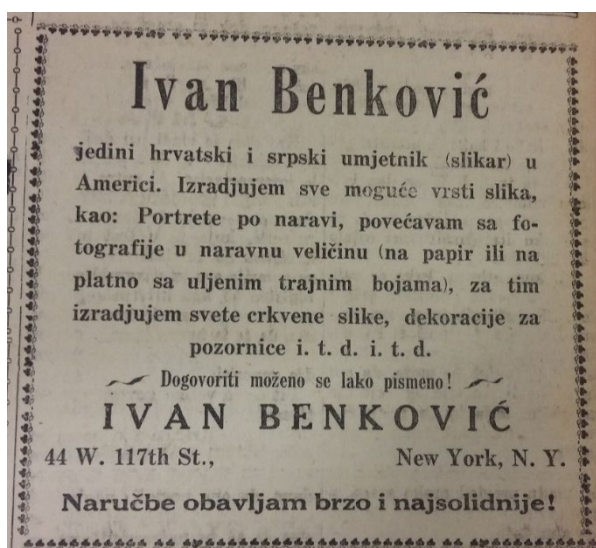 Ivan Benković
jedini hrvatski i srpski umjetnik (slikar) u
Americi. Izradjujem sve moguće vrsti slika,
kao: Portrete po naravi, povećavam sa fo-
tografije u naravnu veličinu (na papir ili na
platno sa uljenim trajnim bojama), za tim
izradjujem svete crkvene slike, dekoracije za
pozornice i. t. d. i. t. d.
Dogovoriti moženo se lako pismeno!
IVAN BENKOVIĆ
44 W. 117th St., New York, N. Y.
Naručbe obavljam brzo i najsolidnije!